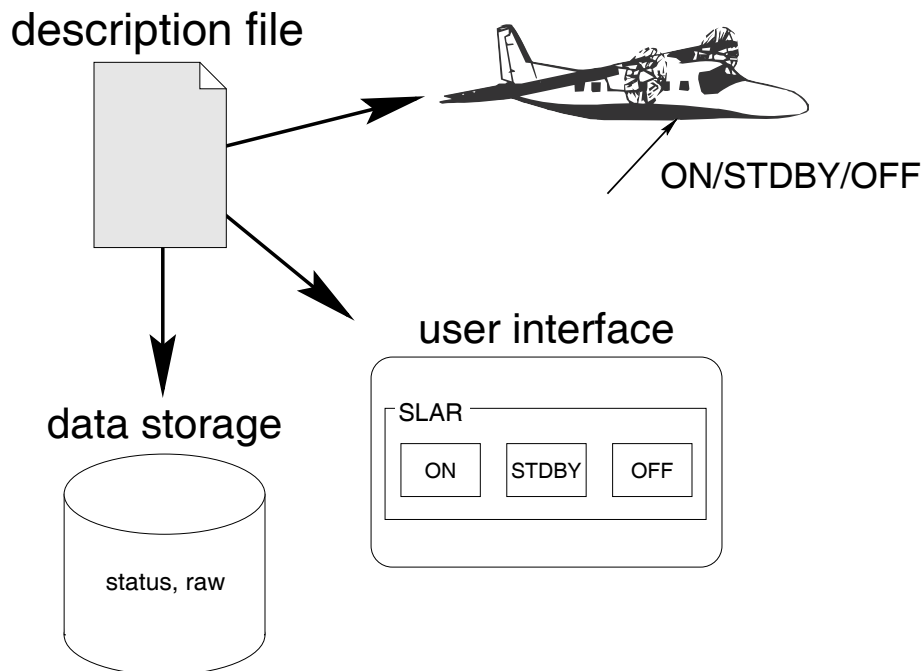 description file
ON/STDBY/OFF
user interface
SLAR
ON
STDBY
OFF
data storage
status, raw